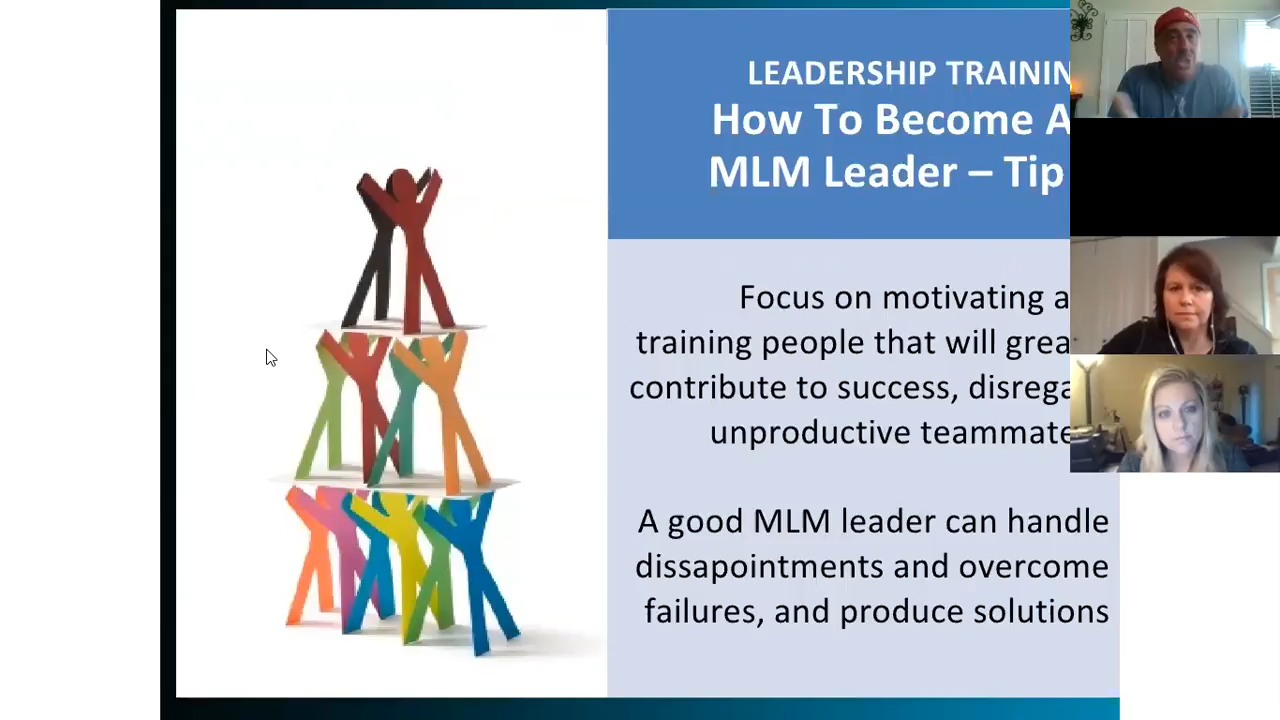 LEADERSHIP TRAININ
How To Become A
MLM Leader – Tip
Focus on motivating a
training people that will grea
contribute to success, disrega
unproductive teammate
A good MLM leader can handle
dissapointments and overcome
failures, and produce solutions